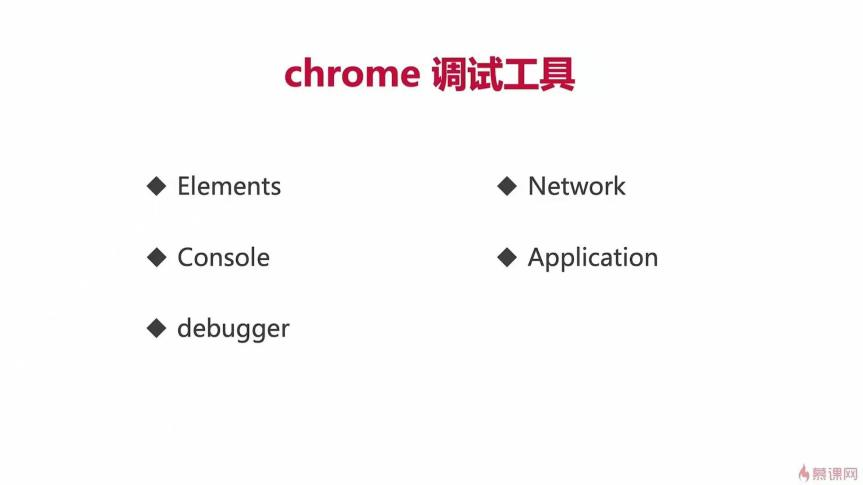 chrome 调试工具
◆ Elements
◆ Console
◆ debugger
◆ Network
◆ Application
慕课网